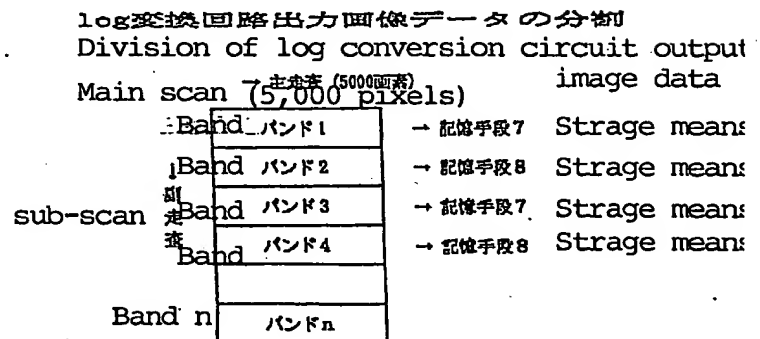 log変換回路出力画像データの分割
Division of log conversion circuit output
image data
Main scan → 主走査 (5000画素)
(5,000 pixels)
Band バンド1 → 記憶手段7 Strage means
Band バンド2 → 記憶手段8 Strage means
sub-scan 副走査 Band バンド3 → 記憶手段7 Strage means
Band バンド4 → 記憶手段8 Strage means
Band n バンドn